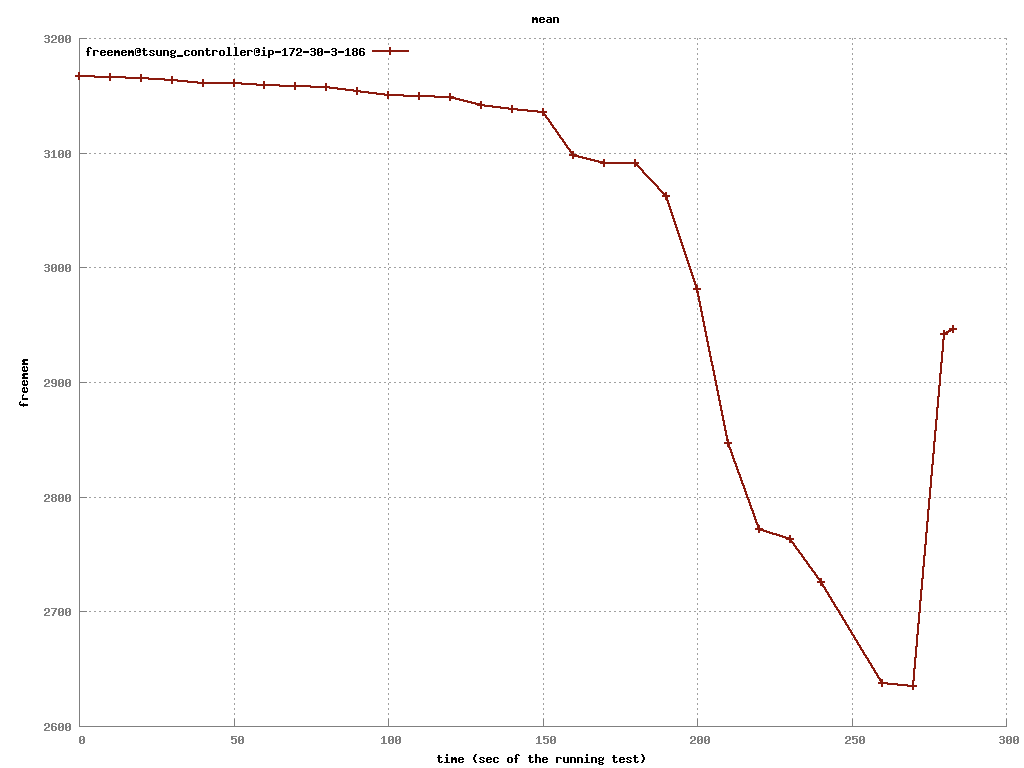 mean
freemem@tsung_controller@ip-172-30-3-186
3200
3100
3000
2900
2800
2700
2600
freemem
0 50 100 150 200 250 300
time (sec of the running test)